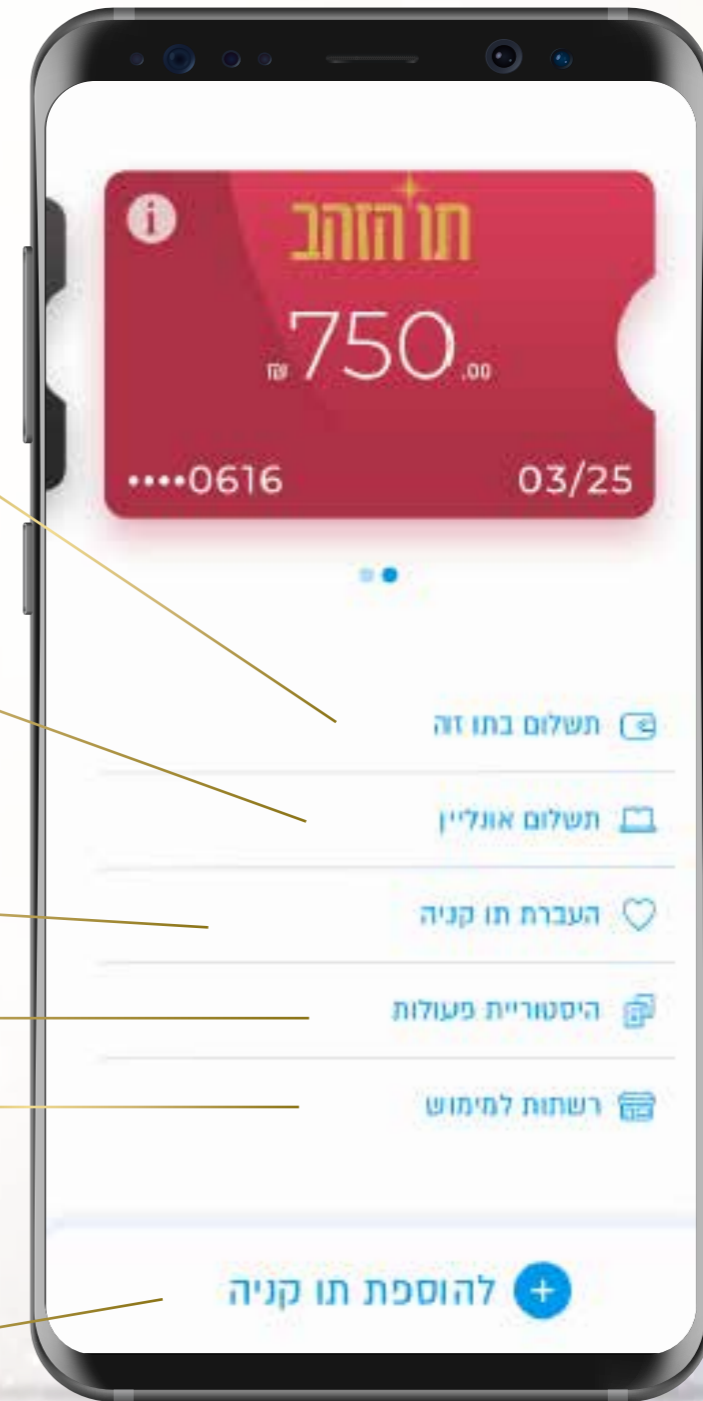 תו הזהב
₪750.00
••••0616 03/25
תשלום בתו זה
תשלום אונליין
העברת תו קניה
היסטוריית פעולות
רשתות למימוש
להוספת תו קניה